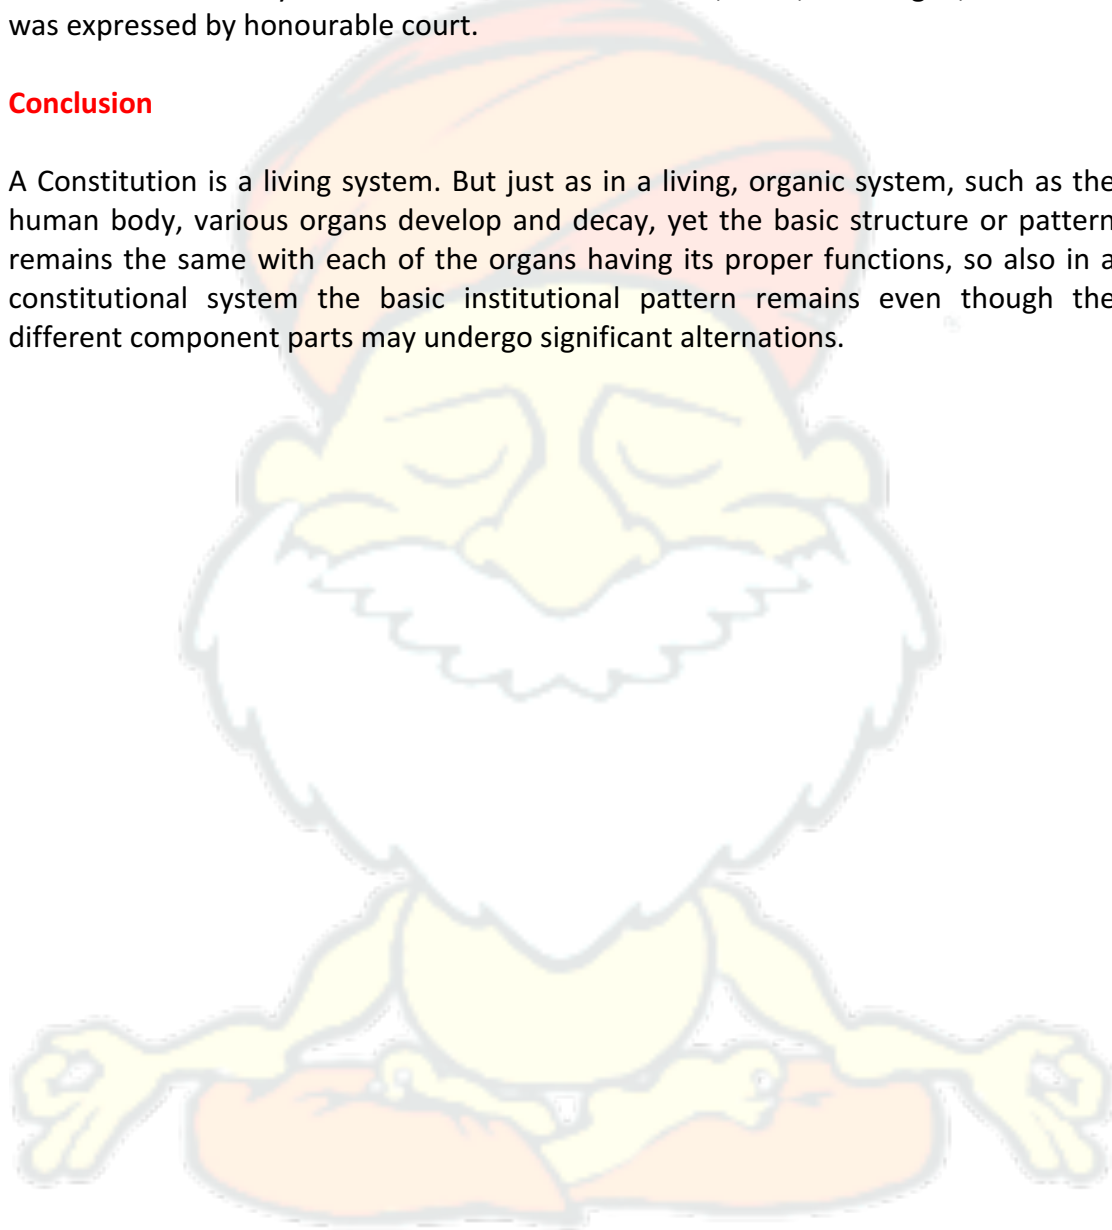 was expressed by honourable court.
Conclusion
A Constitution is a living system. But just as in a living, organic system, such as the
human body, various organs develop and decay, yet the basic structure or pattern
remains the same with each of the organs having its proper functions, so also in a
constitutional system the basic institutional pattern remains even though the
different component parts may undergo significant alternations.